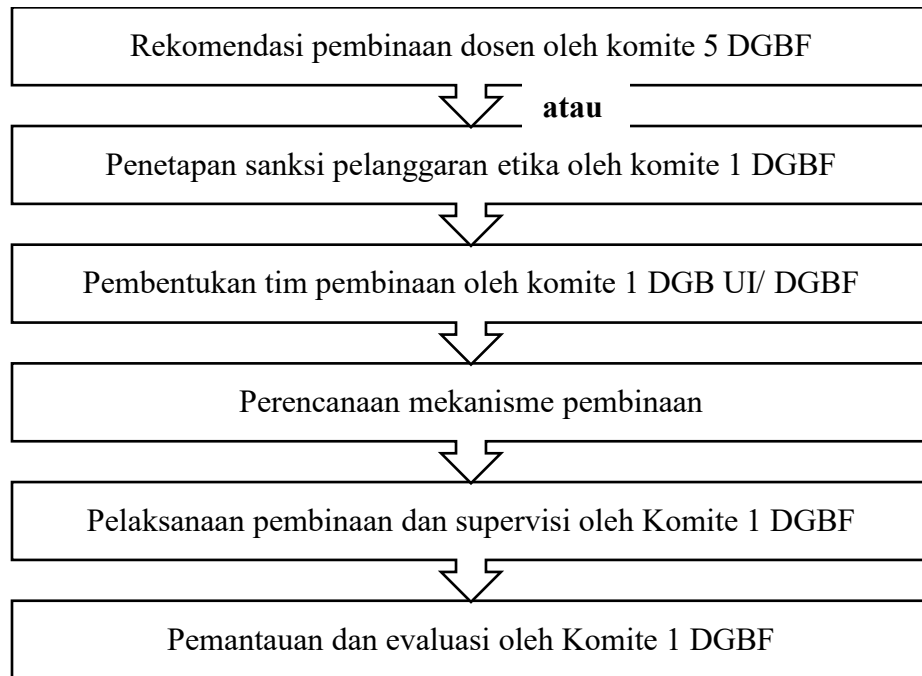 Rekomendasi pembinaan dosen oleh komite 5 DGBF
atau
Penetapan sanksi pelanggaran etika oleh komite 1 DGBF
Pembentukan tim pembinaan oleh komite 1 DGB UI/ DGBF
Perencanaan mekanisme pembinaan
Pelaksanaan pembinaan dan supervisi oleh Komite 1 DGBF
Pemantauan dan evaluasi oleh Komite 1 DGBF